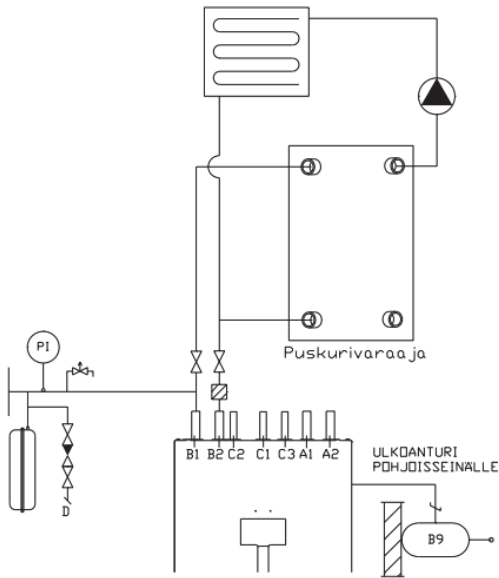 Puskurivaraaja
PI
B1 B2 C2 C1 C3 A1 A2
ULKOANTURI
POHJOISSEINÄLLE
B9
D